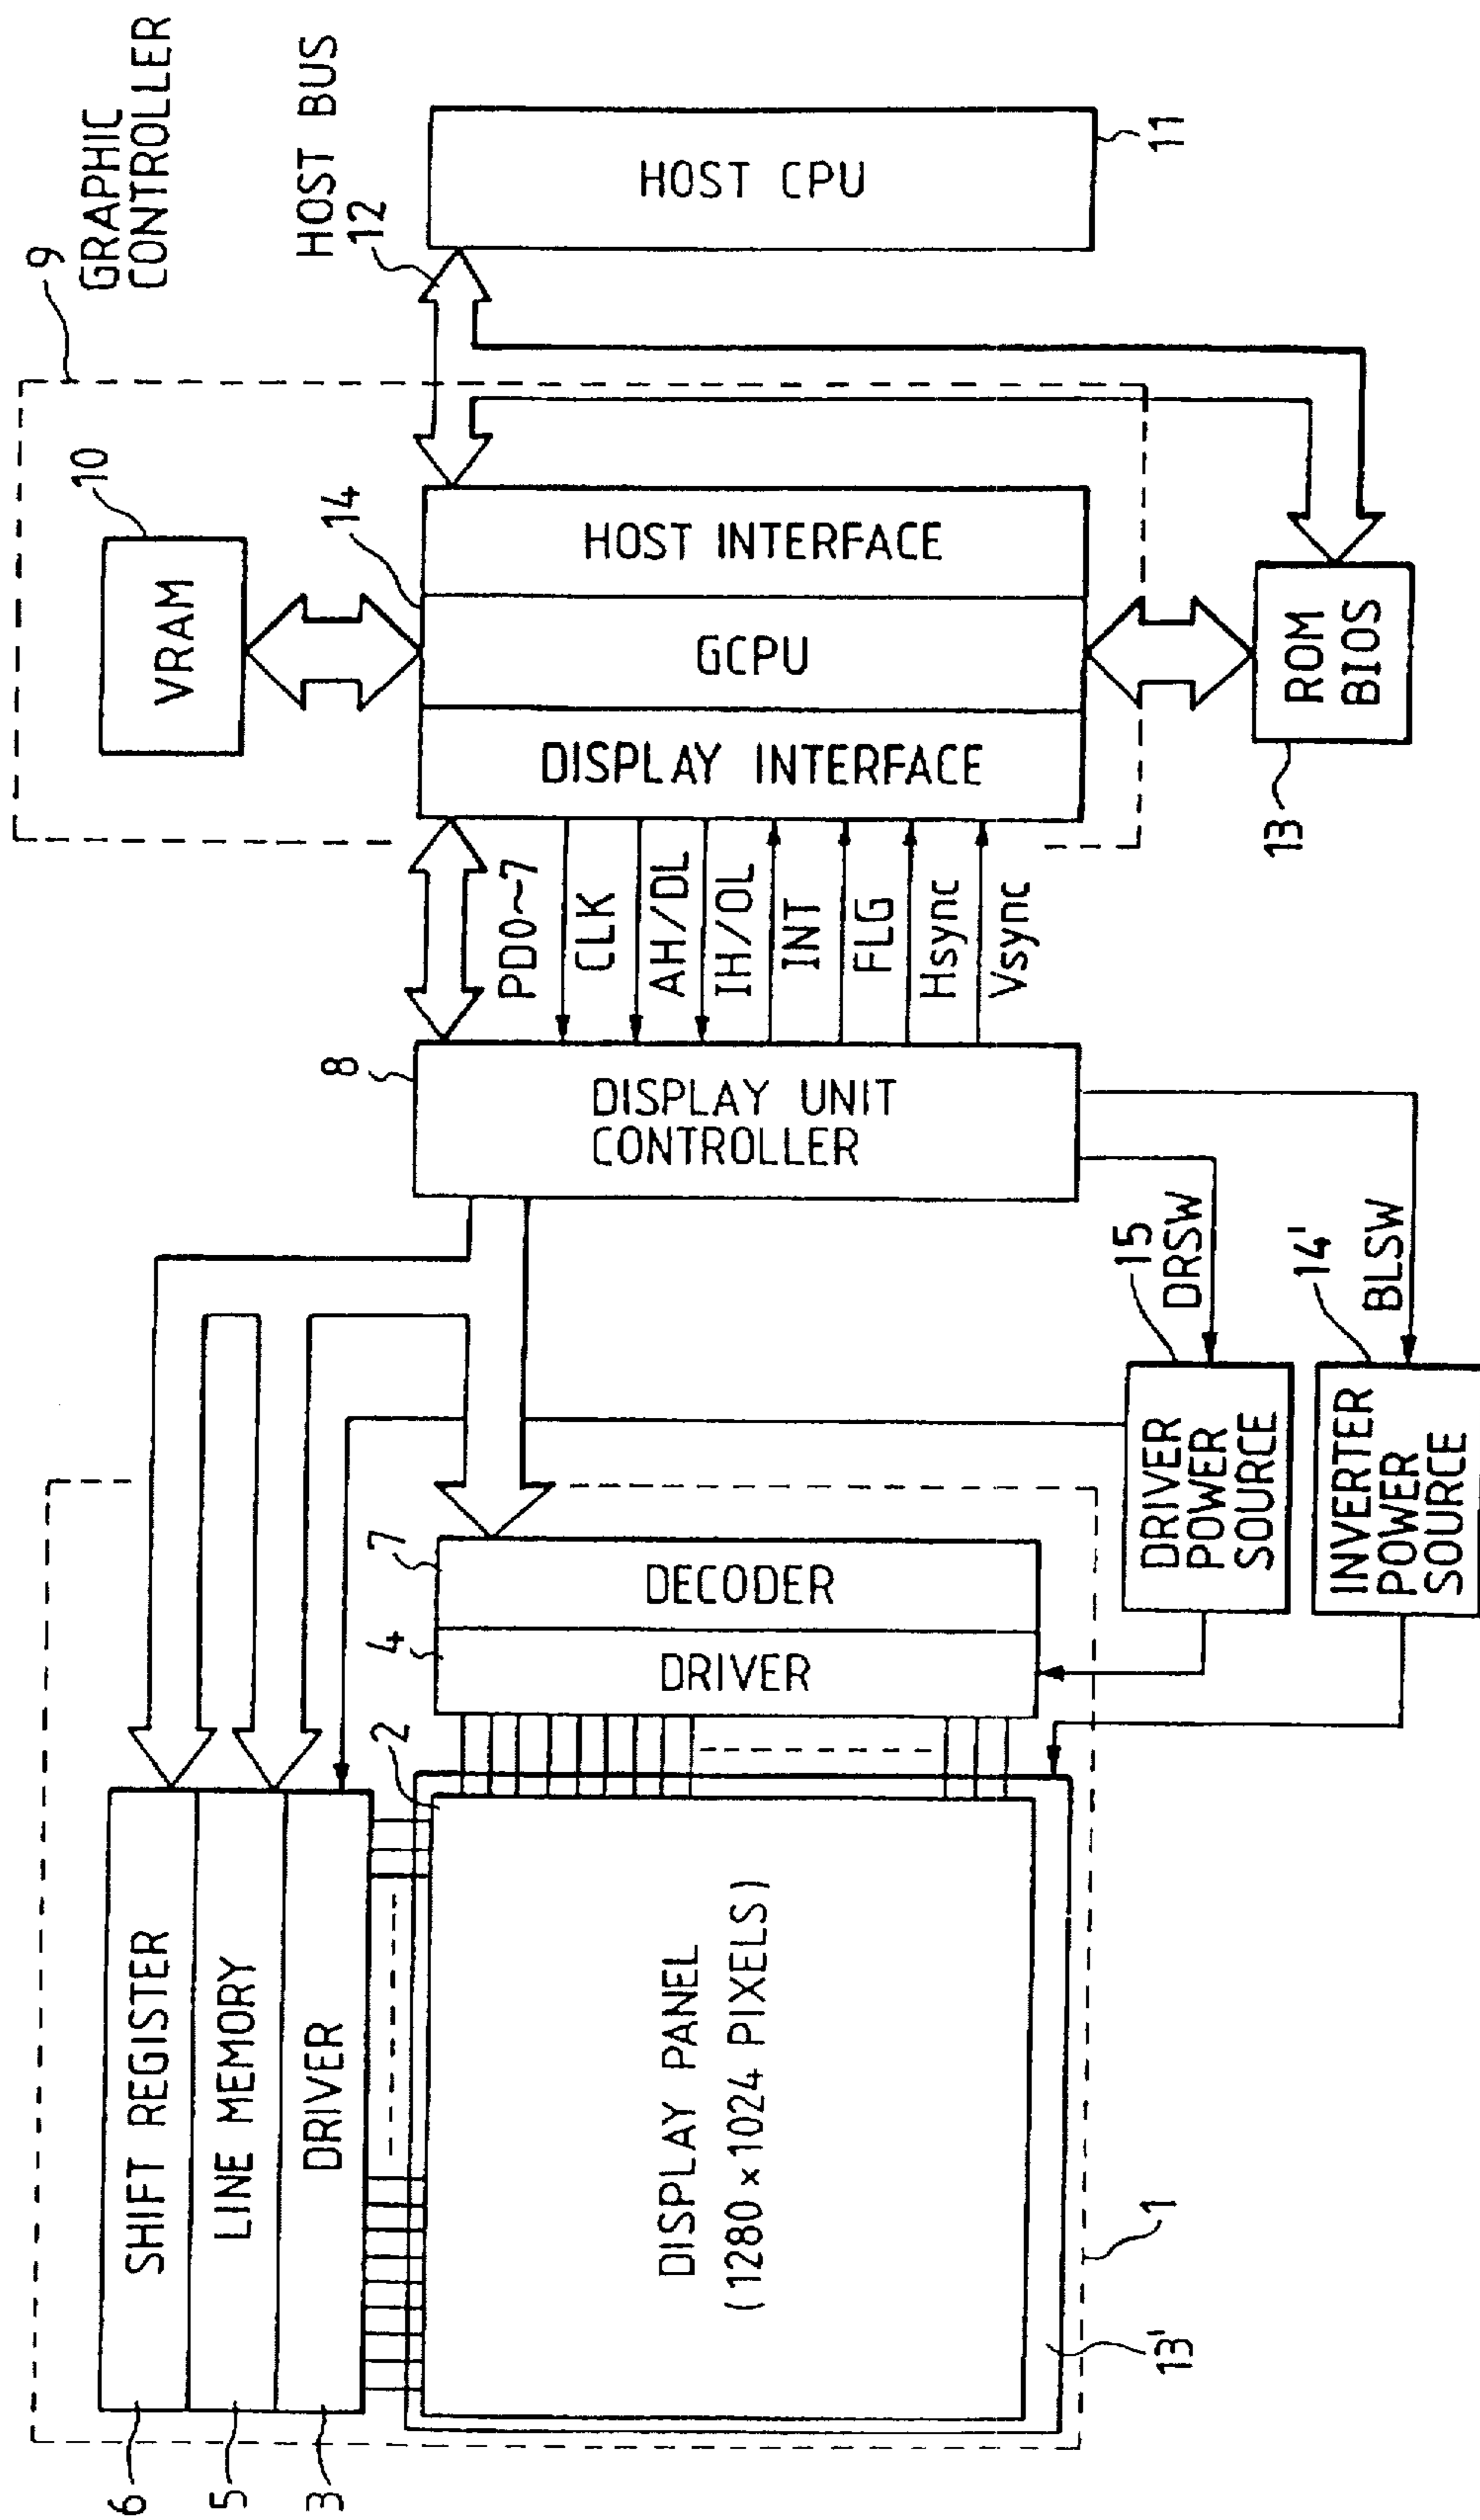 9
GRAPHIC
CONTROLLER
HOST BUS
12
HOST CPU
11
10
VRAM
14
HOST INTERFACE
GCPU
DISPLAY INTERFACE
ROM
BIOS
13
PD0~7
CLK
AH/DL
IH/OL
INT
FLG
Hsync
Vsync
8
DISPLAY UNIT
CONTROLLER
15
DRSW
14'
BLSW
DRIVER
POWER
SOURCE
INVERTER
POWER
SOURCE
7
DECODER
4
DRIVER
2
SHIFT REGISTER
LINE MEMORY
DRIVER
6
5
3
DISPLAY PANEL
(1280×1024 PIXELS)
1
13'